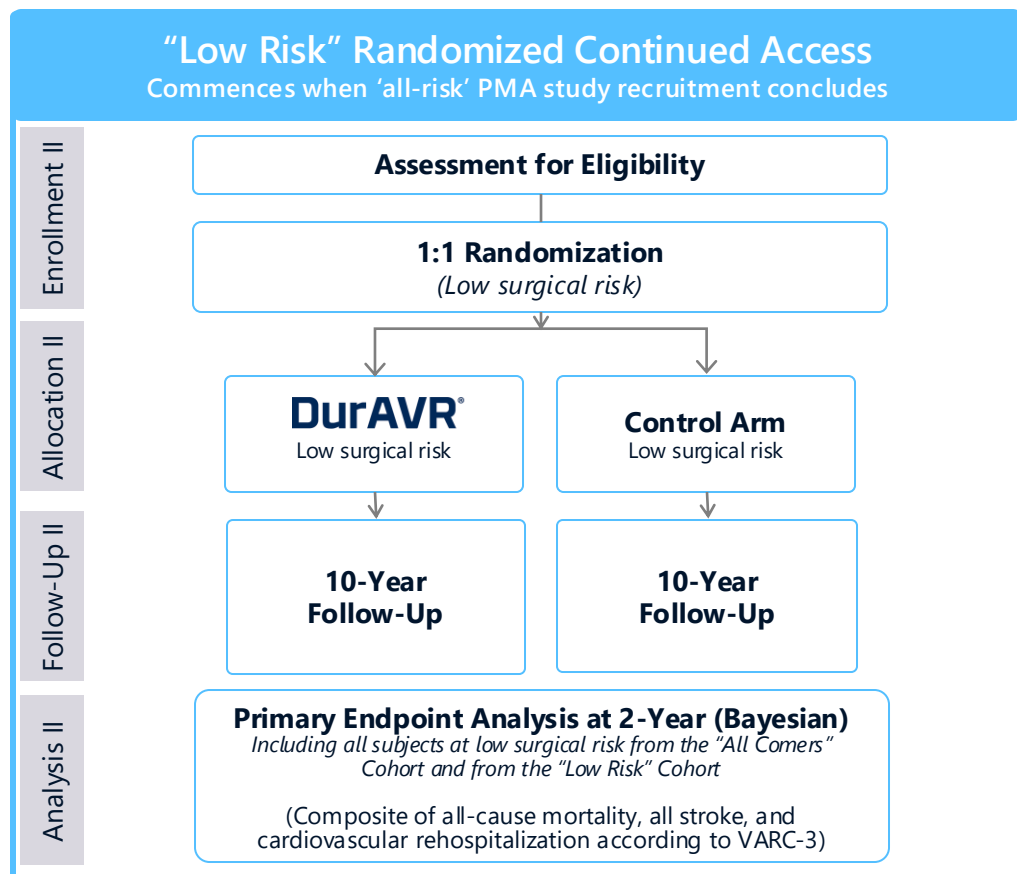 “Low Risk” Randomized Continued Access
Commences when ‘all-risk’ PMA study recruitment concludes
Enrollment II
Assessment for Eligibility
1:1 Randomization
(Low surgical risk)
Allocation II
DurAVR®
Low surgical risk
Control Arm
Low surgical risk
Follow-Up II
10-Year
Follow-Up
10-Year
Follow-Up
Analysis II
Primary Endpoint Analysis at 2-Year (Bayesian)
Including all subjects at low surgical risk from the “All Comers”
Cohort and from the “Low Risk” Cohort
(Composite of all-cause mortality, all stroke, and
cardiovascular rehospitalization according to VARC-3)